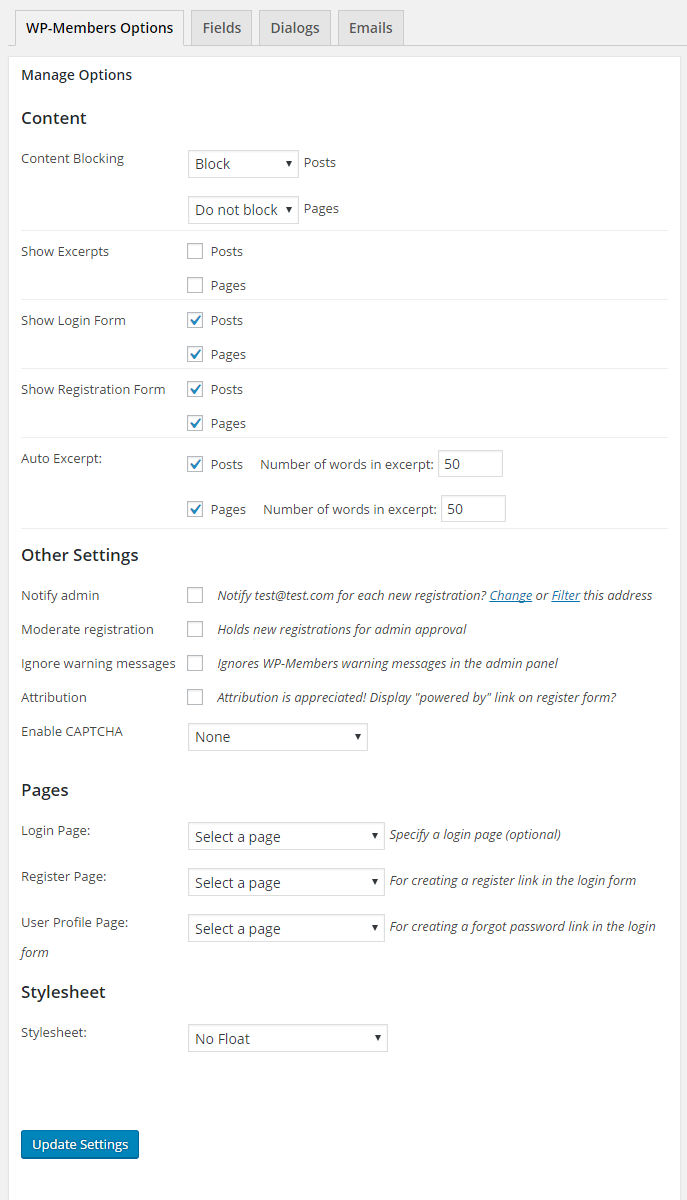 WP-Members Options Fields Dialogs Emails
Manage Options
Content
Content Blocking Block Posts
Do not block Pages
Show Excerpts Posts
Pages
Show Login Form Posts
Pages
Show Registration Form Posts
Pages
Auto Excerpt: Posts Number of words in excerpt: 50
Pages Number of words in excerpt: 50
Other Settings
Notify admin Notify test@test.com for each new registration? Change or Filter this address
Moderate registration Holds new registrations for admin approval
Ignore warning messages Ignores WP-Members warning messages in the admin panel
Attribution Attribution is appreciated! Display "powered by" link on register form?
Enable CAPTCHA None
Pages
Login Page: Select a page Specify a login page (optional)
Register Page: Select a page For creating a register link in the login form
User Profile Page: Select a page For creating a forgot password link in the login
form
Stylesheet
Stylesheet: No Float
Update Settings